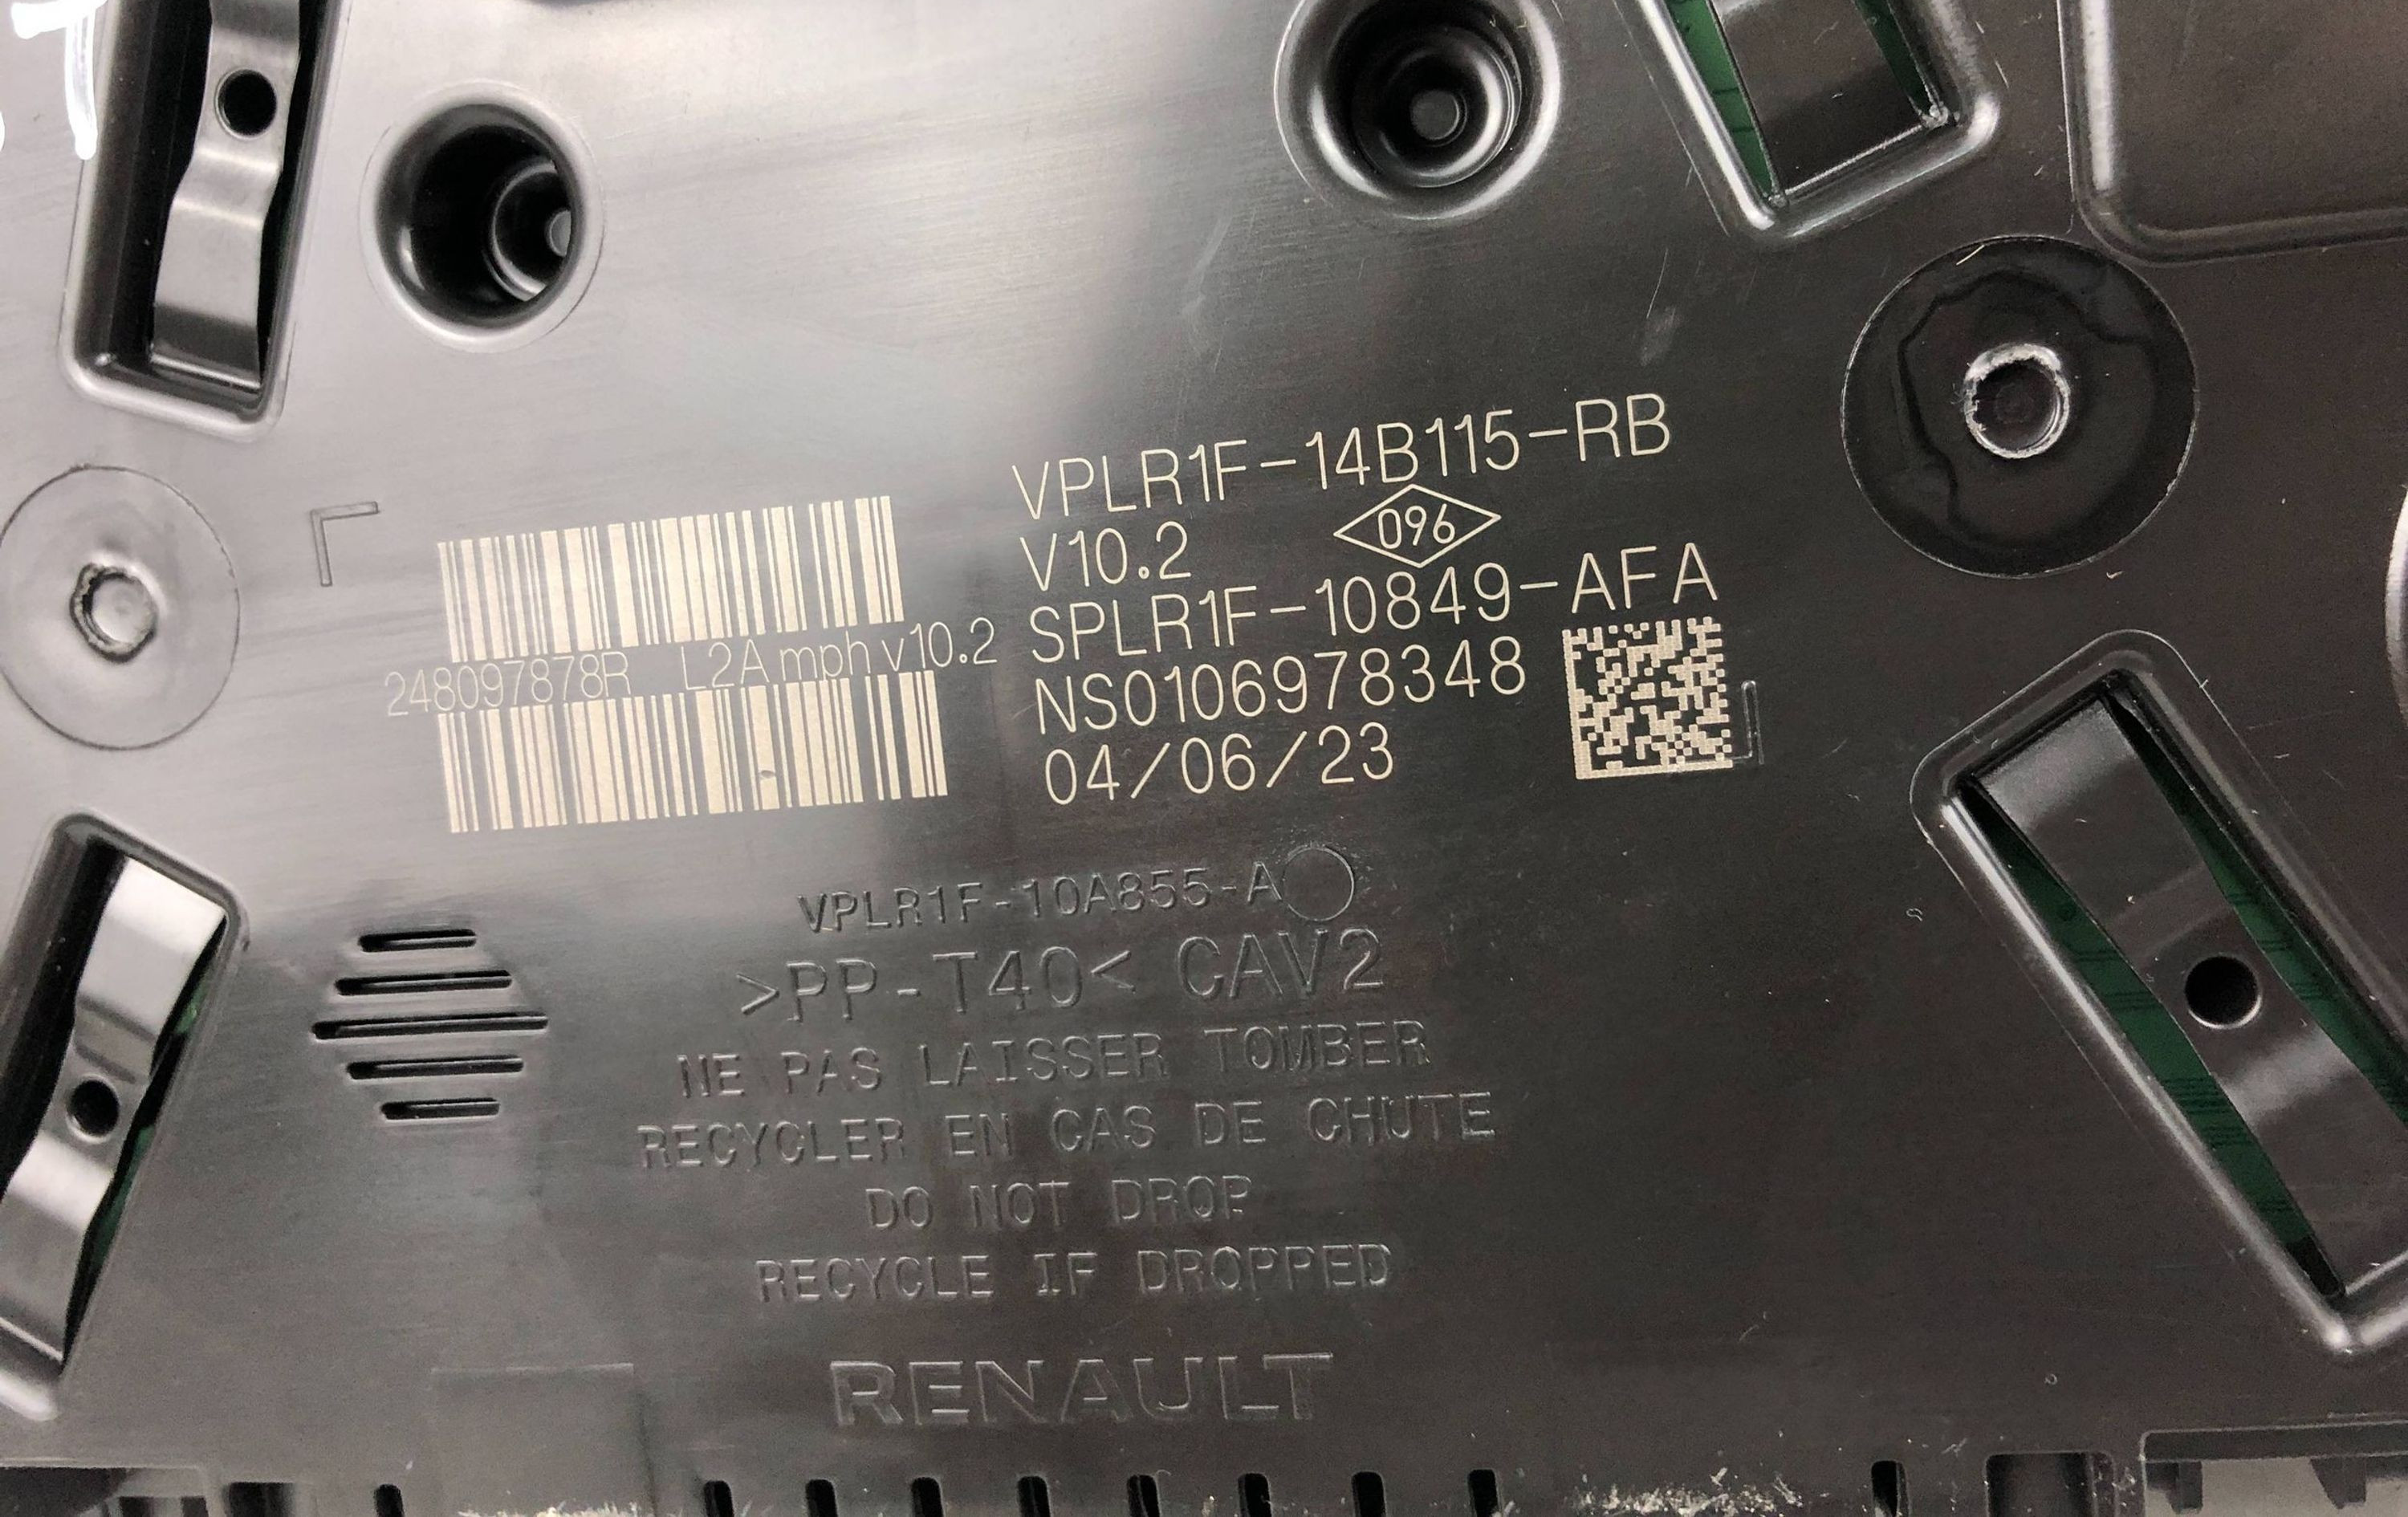 VPLR1F-14B115-RB
V10.2 096
SPLR1F-10849-AFA
248097878R L2A mph v10.2
NS0106978348
04/06/23
VPLR1F-10A855-A
>PP-T40< CAV2
NE PAS LAISSER TOMBER
RECYCLER EN CAS DE CHUTE
DO NOT DROP
RECYCLE IF DROPPED
RENAULT